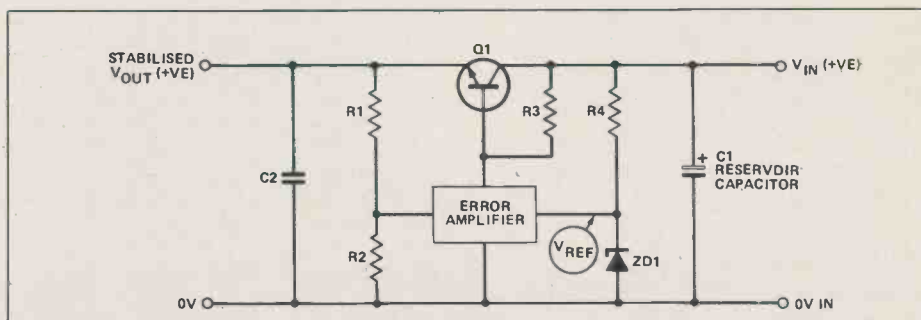 Q1
STABILISED
VOUT (+VE)
VIN (+VE)
R1
R3
R4
C2
+
C1
RESERVDIR
CAPACITOR
ERROR
AMPLIFIER
VREF
R2
ZD1
0V
0V IN